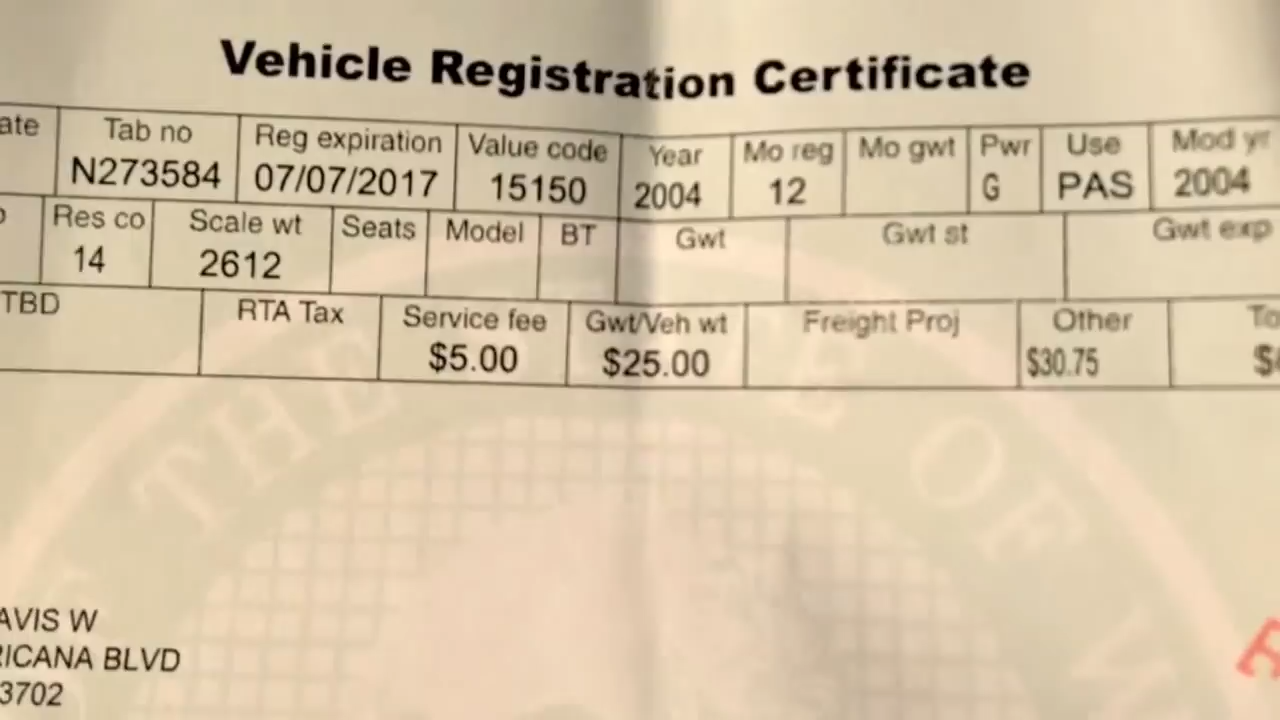 Vehicle Registration Certificate
ate Tab no Reg expiration Value code Year Mo reg Mo gwt Pwr Use Mod yr
N273584 07/07/2017 15150 2004 12 G PAS 2004
Res co Scale wt Seats Model BT Gwt Gwt st Gwt exp
14 2612
TBD RTA Tax Service fee Gwt/Veh wt Freight Proj Other To
$5.00 $25.00 $30.75 $
THE OF
AVIS W
RICANA BLVD
3702